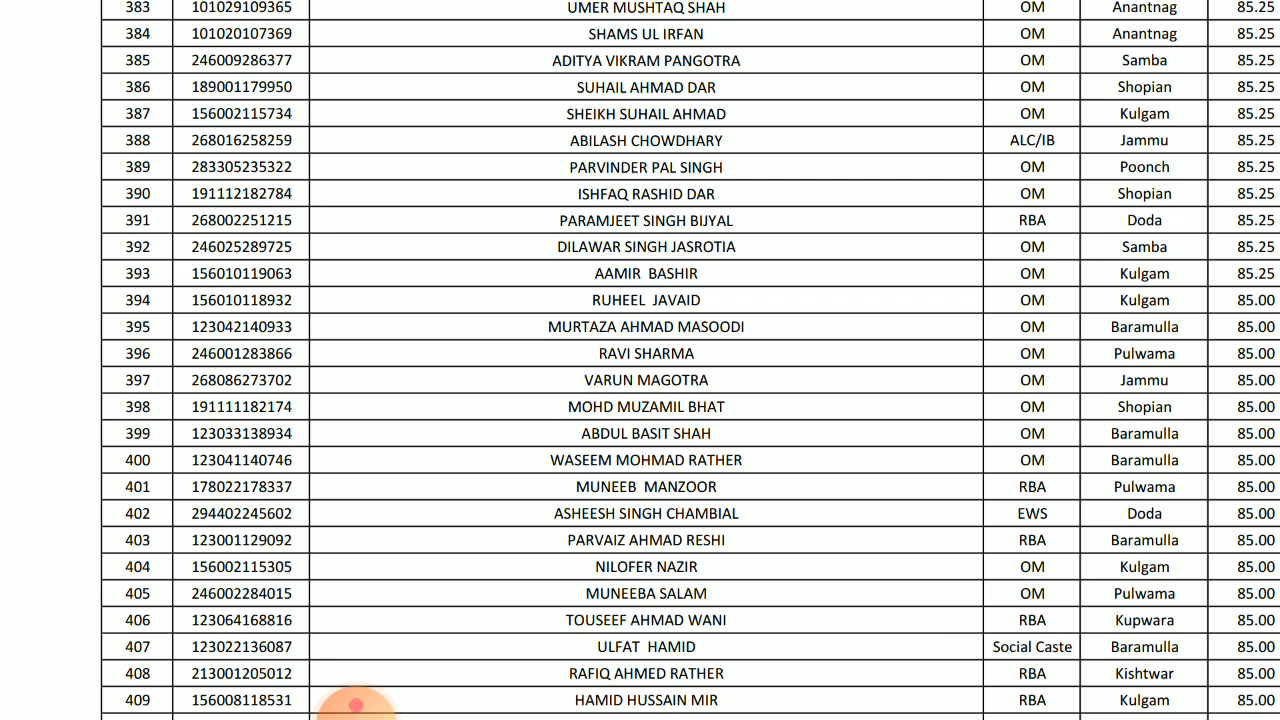 383 101029109365 UMER MUSHTAQ SHAH OM Anantnag 85.25
384 101020107369 SHAMS UL IRFAN OM Anantnag 85.25
385 246009286377 ADITYA VIKRAM PANGOTRA OM Samba 85.25
386 189001179950 SUHAIL AHMAD DAR OM Shopian 85.25
387 156002115734 SHEIKH SUHAIL AHMAD OM Kulgam 85.25
388 268016258259 ABILASH CHOWDHARY ALC/IB Jammu 85.25
389 283305235322 PARVINDER PAL SINGH OM Poonch 85.25
390 191112182784 ISHFAQ RASHID DAR OM Shopian 85.25
391 268002251215 PARAMJEET SINGH BIJYAL RBA Doda 85.25
392 246025289725 DILAWAR SINGH JASROTIA OM Samba 85.25
393 156010119063 AAMIR BASHIR OM Kulgam 85.25
394 156010118932 RUHEEL JAVAID OM Kulgam 85.00
395 123042140933 MURTAZA AHMAD MASOODI OM Baramulla 85.00
396 246001283866 RAVI SHARMA OM Pulwama 85.00
397 268086273702 VARUN MAGOTRA OM Jammu 85.00
398 191111182174 MOHD MUZAMIL BHAT OM Shopian 85.00
399 123033138934 ABDUL BASIT SHAH OM Baramulla 85.00
400 123041140746 WASEEM MOHMAD RATHER OM Baramulla 85.00
401 178022178337 MUNEEB MANZOOR RBA Pulwama 85.00
402 294402245602 ASHEESH SINGH CHAMBIAL EWS Doda 85.00
403 123001129092 PARVAIZ AHMAD RESHI RBA Baramulla 85.00
404 156002115305 NILOFER NAZIR OM Kulgam 85.00
405 246002284015 MUNEEBA SALAM OM Pulwama 85.00
406 123064168816 TOUSEEF AHMAD WANI RBA Kupwara 85.00
407 123022136087 ULFAT HAMID Social Caste Baramulla 85.00
408 213001205012 RAFIQ AHMED RATHER RBA Kishtwar 85.00
409 156008118531 HAMID HUSSAIN MIR RBA Kulgam 85.00